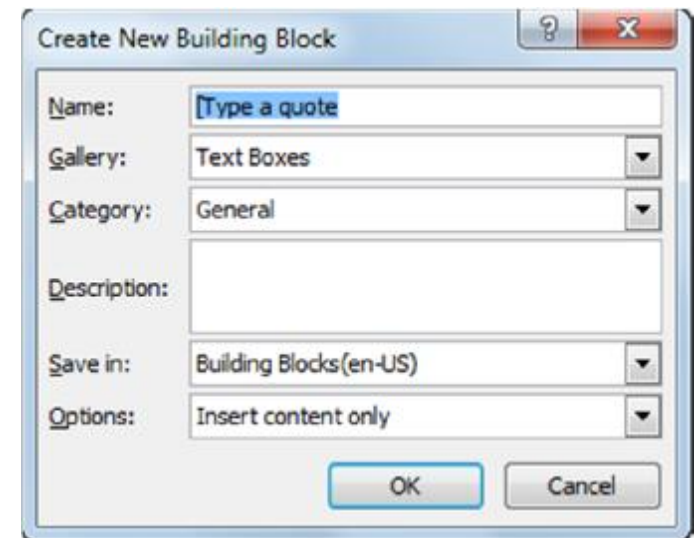 Create New Building Block
Name: [Type a quote
Gallery: Text Boxes
Category: General
Description:
Save in: Building Blocks(en-US)
Options: Insert content only
OK Cancel